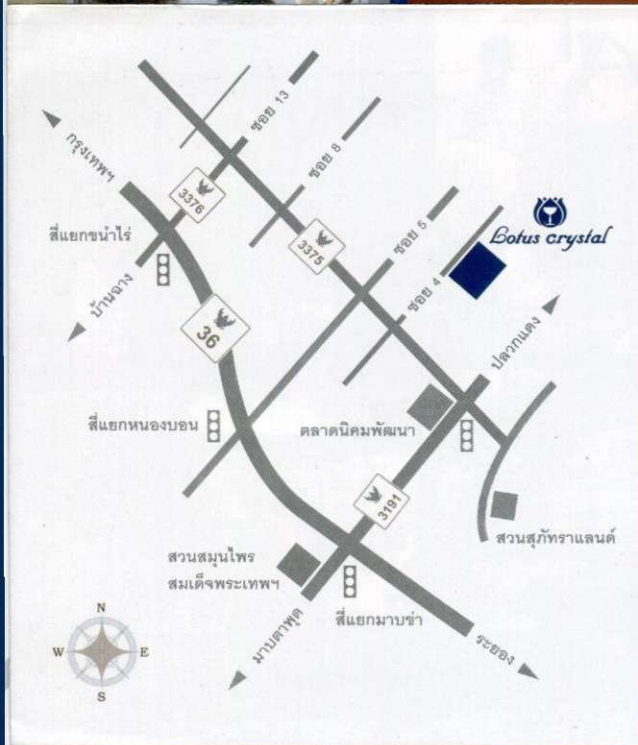 กรุงเทพฯ
ซอย 13
3376
ซอย 8
สี่แยกขนำไร่
บ้านฉาง
3375
ซอย 5
Lotus crystal
36
ซอย 4
ปลวกแดง
สี่แยกหนองบอน
ตลาดนิคมพัฒนา
3191
สวนสุภัทราแลนด์
สวนสมุนไพร
สมเด็จพระเทพฯ
มาบตาพุด
สี่แยกมาบข่า
ระยอง
N
W
E
S